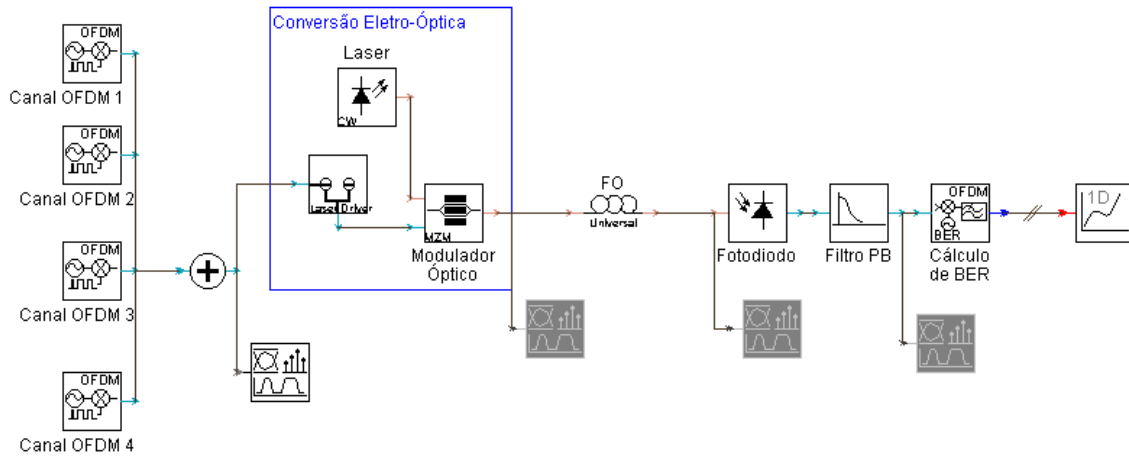 OFDM
Canal OFDM 1
OFDM
Canal OFDM 2
OFDM
Canal OFDM 3
OFDM
Canal OFDM 4
Conversão Eletro-Óptica
Laser
CW
Laser Driver
MZM
Modulador
Óptico
FO
Universal
Fotodiodo
Filtro PB
OFDM
BER
Cálculo
de BER
1D